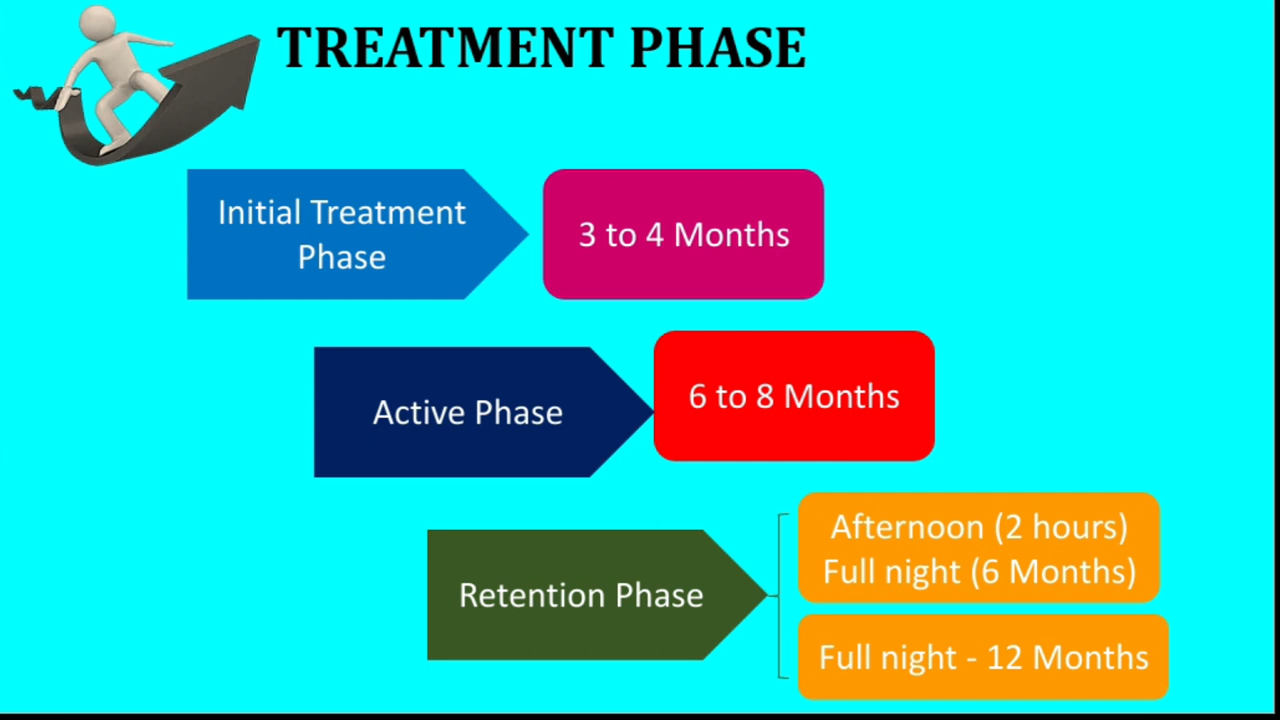 TREATMENT PHASE
Initial Treatment
Phase
3 to 4 Months
Active Phase
6 to 8 Months
Retention Phase
Afternoon (2 hours)
Full night (6 Months)
Full night - 12 Months